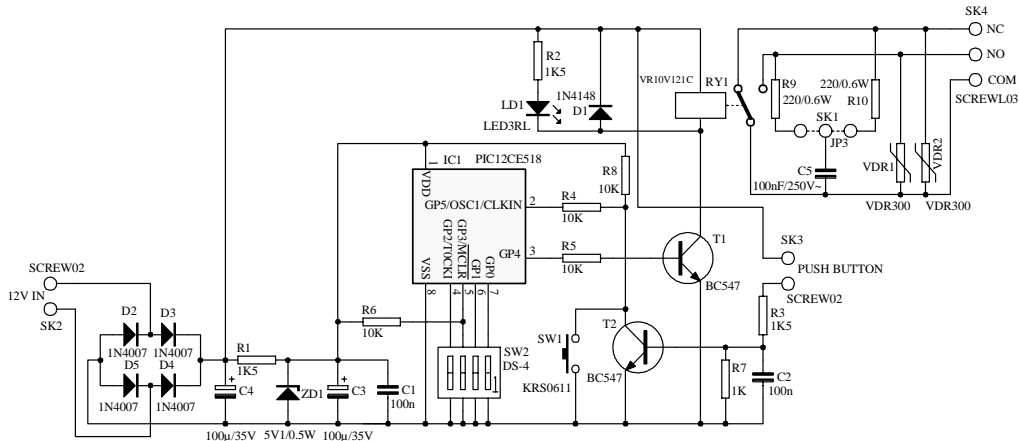 SK4
NC
NO
COM
SCREWL03
R2
1K5
1N4148
D1
LD1
LED3RL
VR10V121C
RY1
R9
220/0.6W
220/0.6W
R10
SK1
JP3
C5
100nF/250V~
VDR1
VDR2
VDR300
VDR300
IC1
PIC12CE518
1
VDD
GP5/OSC1/CLKIN
2
GP4
3
VSS
GP2/T0CKI
GP3/MCLR
GP1
GP0
8
4
5
6
7
R8
10K
R4
10K
R5
10K
T1
BC547
SK3
PUSH BUTTON
SCREW02
R3
1K5
SCREW02
12V IN
SK2
D2
D3
1N4007
1N4007
D5
D4
1N4007
1N4007
R1
1K5
R6
10K
+
C4
100µ/35V
ZD1
5V1/0.5W
+
C3
100µ/35V
C1
100n
SW2
DS-4
1
SW1
KRS0611
T2
BC547
R7
1K
C2
100n